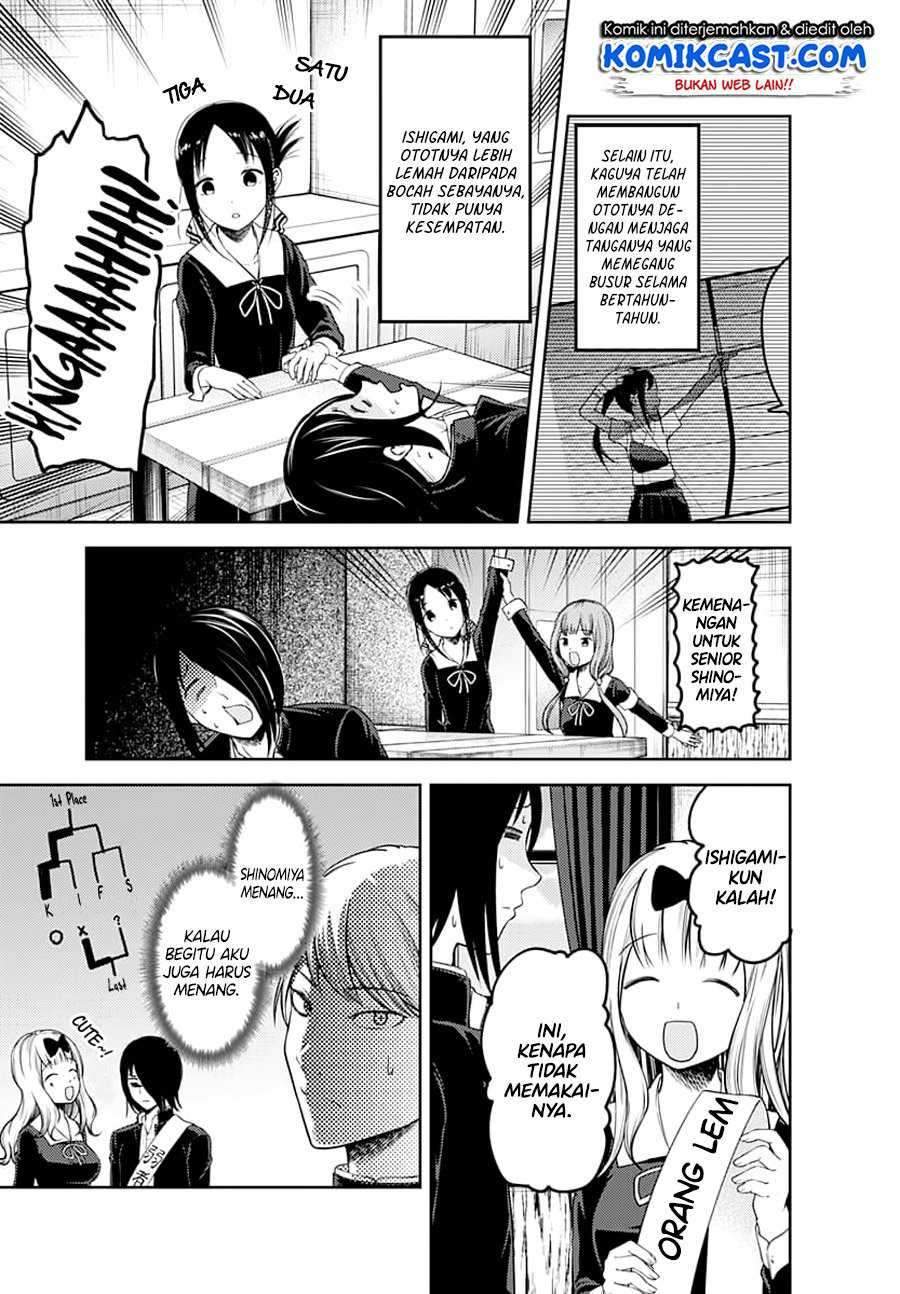 Komik ini diterjemahkan & diedit oleh
KOMIKCAST.COM
BUKAN WEB LAIN!!
SELAIN ITU,
KAGUYA TELAH
MEMBANGUN
OTOTNYA DE-
NGAN MENJAGA
TANGANYA YANG
MEMEGANG
BUSUR SELAMA
BERTAHUN-
TAHUN.
ISHIGAMI, YANG
OTOTNYA LEBIH
LEMAH DARIPADA
BOCAH SEBAYANYA,
TIDAK PUNYA
KESEMPATAN.
SATU
DUA
TIGA
HNGAAAAHHH!
KEMENA-
NGAN UNTUK
SENIOR
SHINO-
MIYA!
ISHIGAMI-
KUN
KALAH!
INI,
KENAPA
TIDAK
MEMAKAI-
NYA.
ORANG LEM
SHINOMIYA
MENANG...
KALAU
BEGITU AKU
JUGA HARUS
MENANG.
1st Place
K I F S
O X ?
Last
CUTE~!